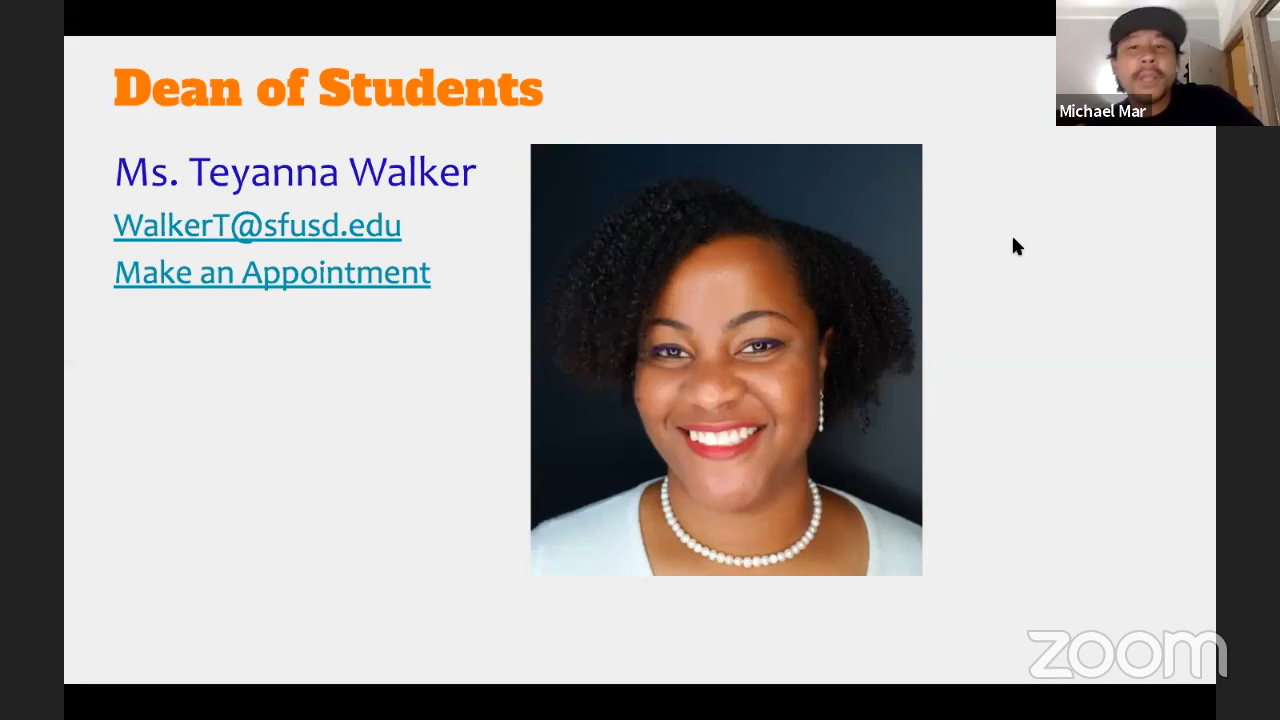 Dean of Students
Michael Mar
Ms. Teyanna Walker
WalkerT@sfusd.edu
Make an Appointment
zoom